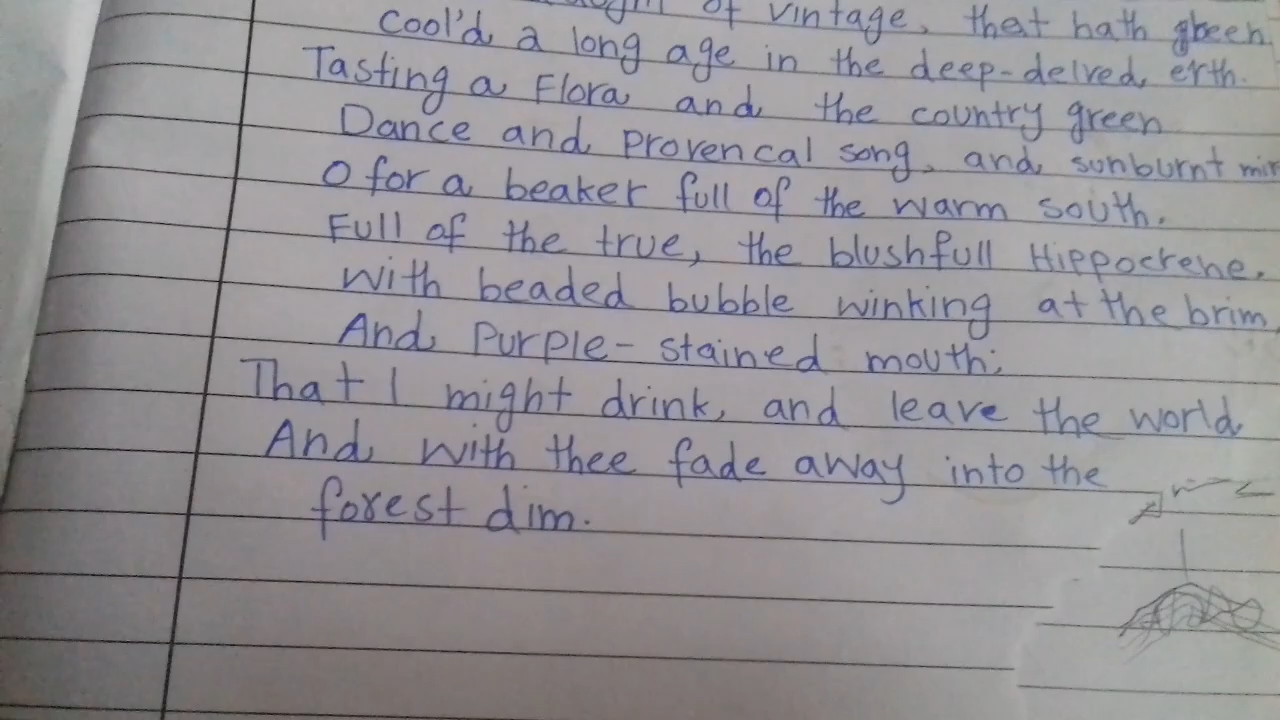 of vintage, that hath been
Cool'd a long age in the deep-delved erth.
Tasting a Flora and the country green
Dance and provencal song, and sunburnt
O for a beaker full of the warm south.
Full of the true, the blushfull Hippocrene.
With beaded bubble winking at the brim,
And Purple-stained mouth;
That I might drink, and leave the world
And with thee fade away into the
forest dim.